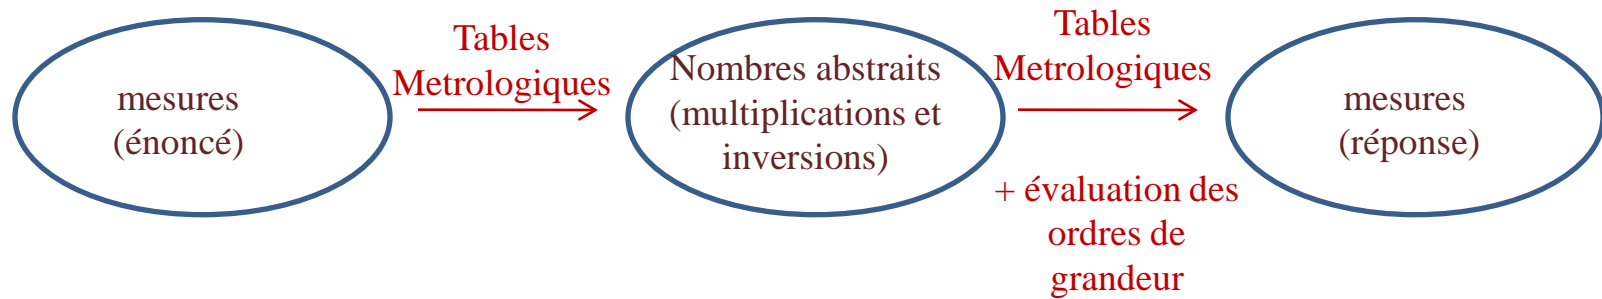 mesures
(énoncé)
Tables
Metrologiques
Nombres abstraits
(multiplications et
inversions)
Tables
Metrologiques
+ évaluation des
ordres de
grandeur
mesures
(réponse)